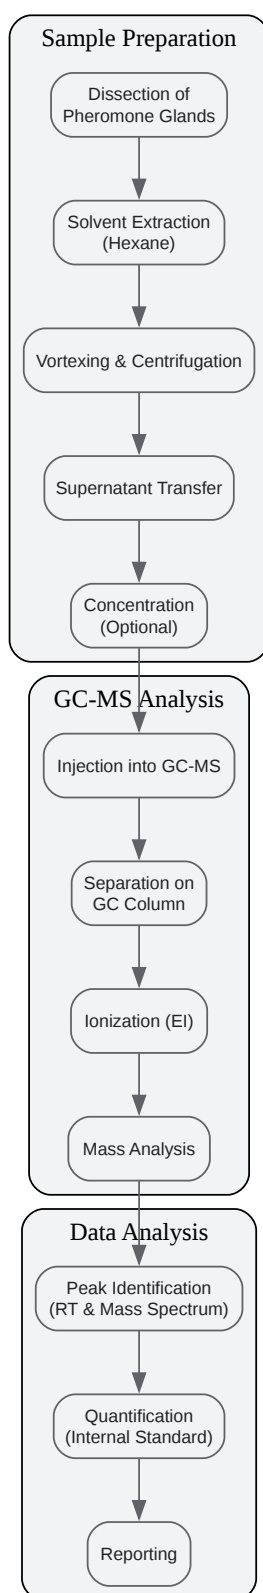 Sample Preparation
Dissection of
Pheromone Glands
Solvent Extraction
(Hexane)
Vortexing & Centrifugation
Supernatant Transfer
Concentration
(Optional)
GC-MS Analysis
Injection into GC-MS
Separation on
GC Column
Ionization (EI)
Mass Analysis
Data Analysis
Peak Identification
(RT & Mass Spectrum)
Quantification
(Internal Standard)
Reporting